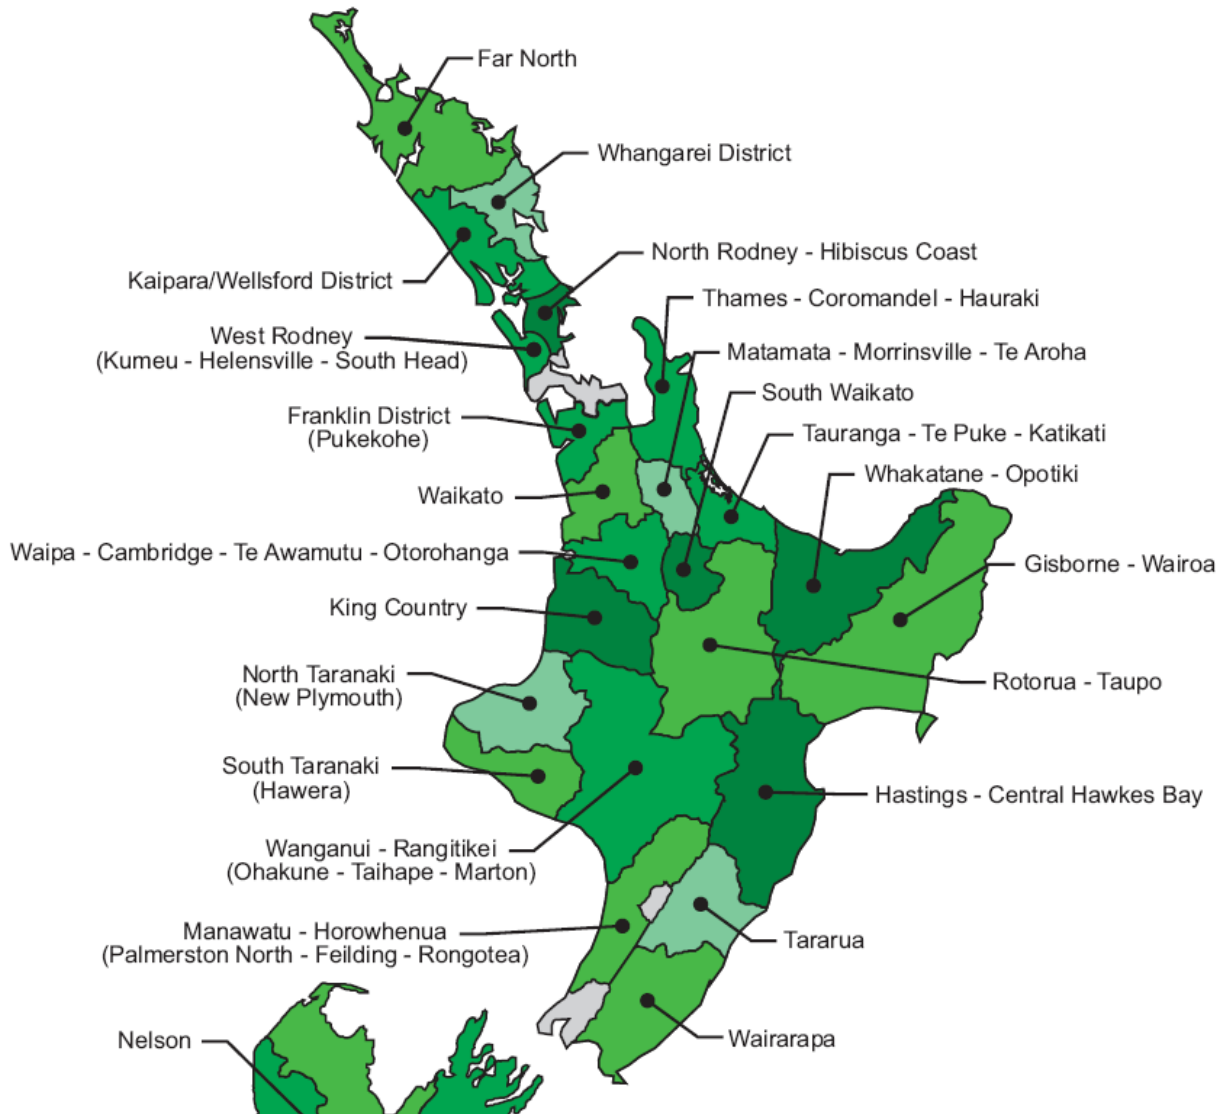 Far North
Whangarei District
North Rodney - Hibiscus Coast
Kaipara/Wellsford District
Thames - Coromandel - Hauraki
West Rodney
(Kumeu - Helensville - South Head)
Matamata - Morrinsville - Te Aroha
South Waikato
Franklin District
(Pukekohe)
Tauranga - Te Puke - Katikati
Whakatane - Opotiki
Waikato
Waipa - Cambridge - Te Awamutu - Otorohanga
Gisborne - Wairoa
King Country
North Taranaki
(New Plymouth)
Rotorua - Taupo
South Taranaki
(Hawera)
Hastings - Central Hawkes Bay
Wanganui - Rangitikei
(Ohakune - Taihape - Marton)
Manawatu - Horowhenua
(Palmerston North - Feilding - Rongotea)
Tararua
Nelson
Wairarapa